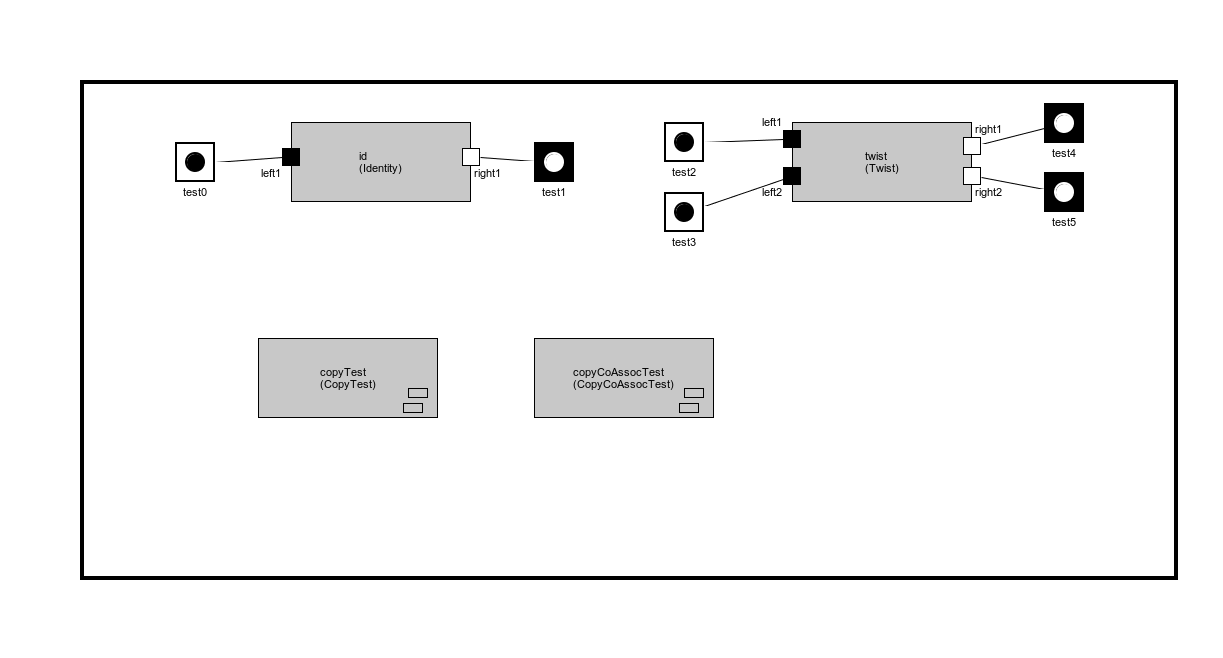 id
(Identity)
left1
right1
test0
test1
left1
left2
twist
(Twist)
right1
right2
test2
test3
test4
test5
copyTest
(CopyTest)
copyCoAssocTest
(CopyCoAssocTest)